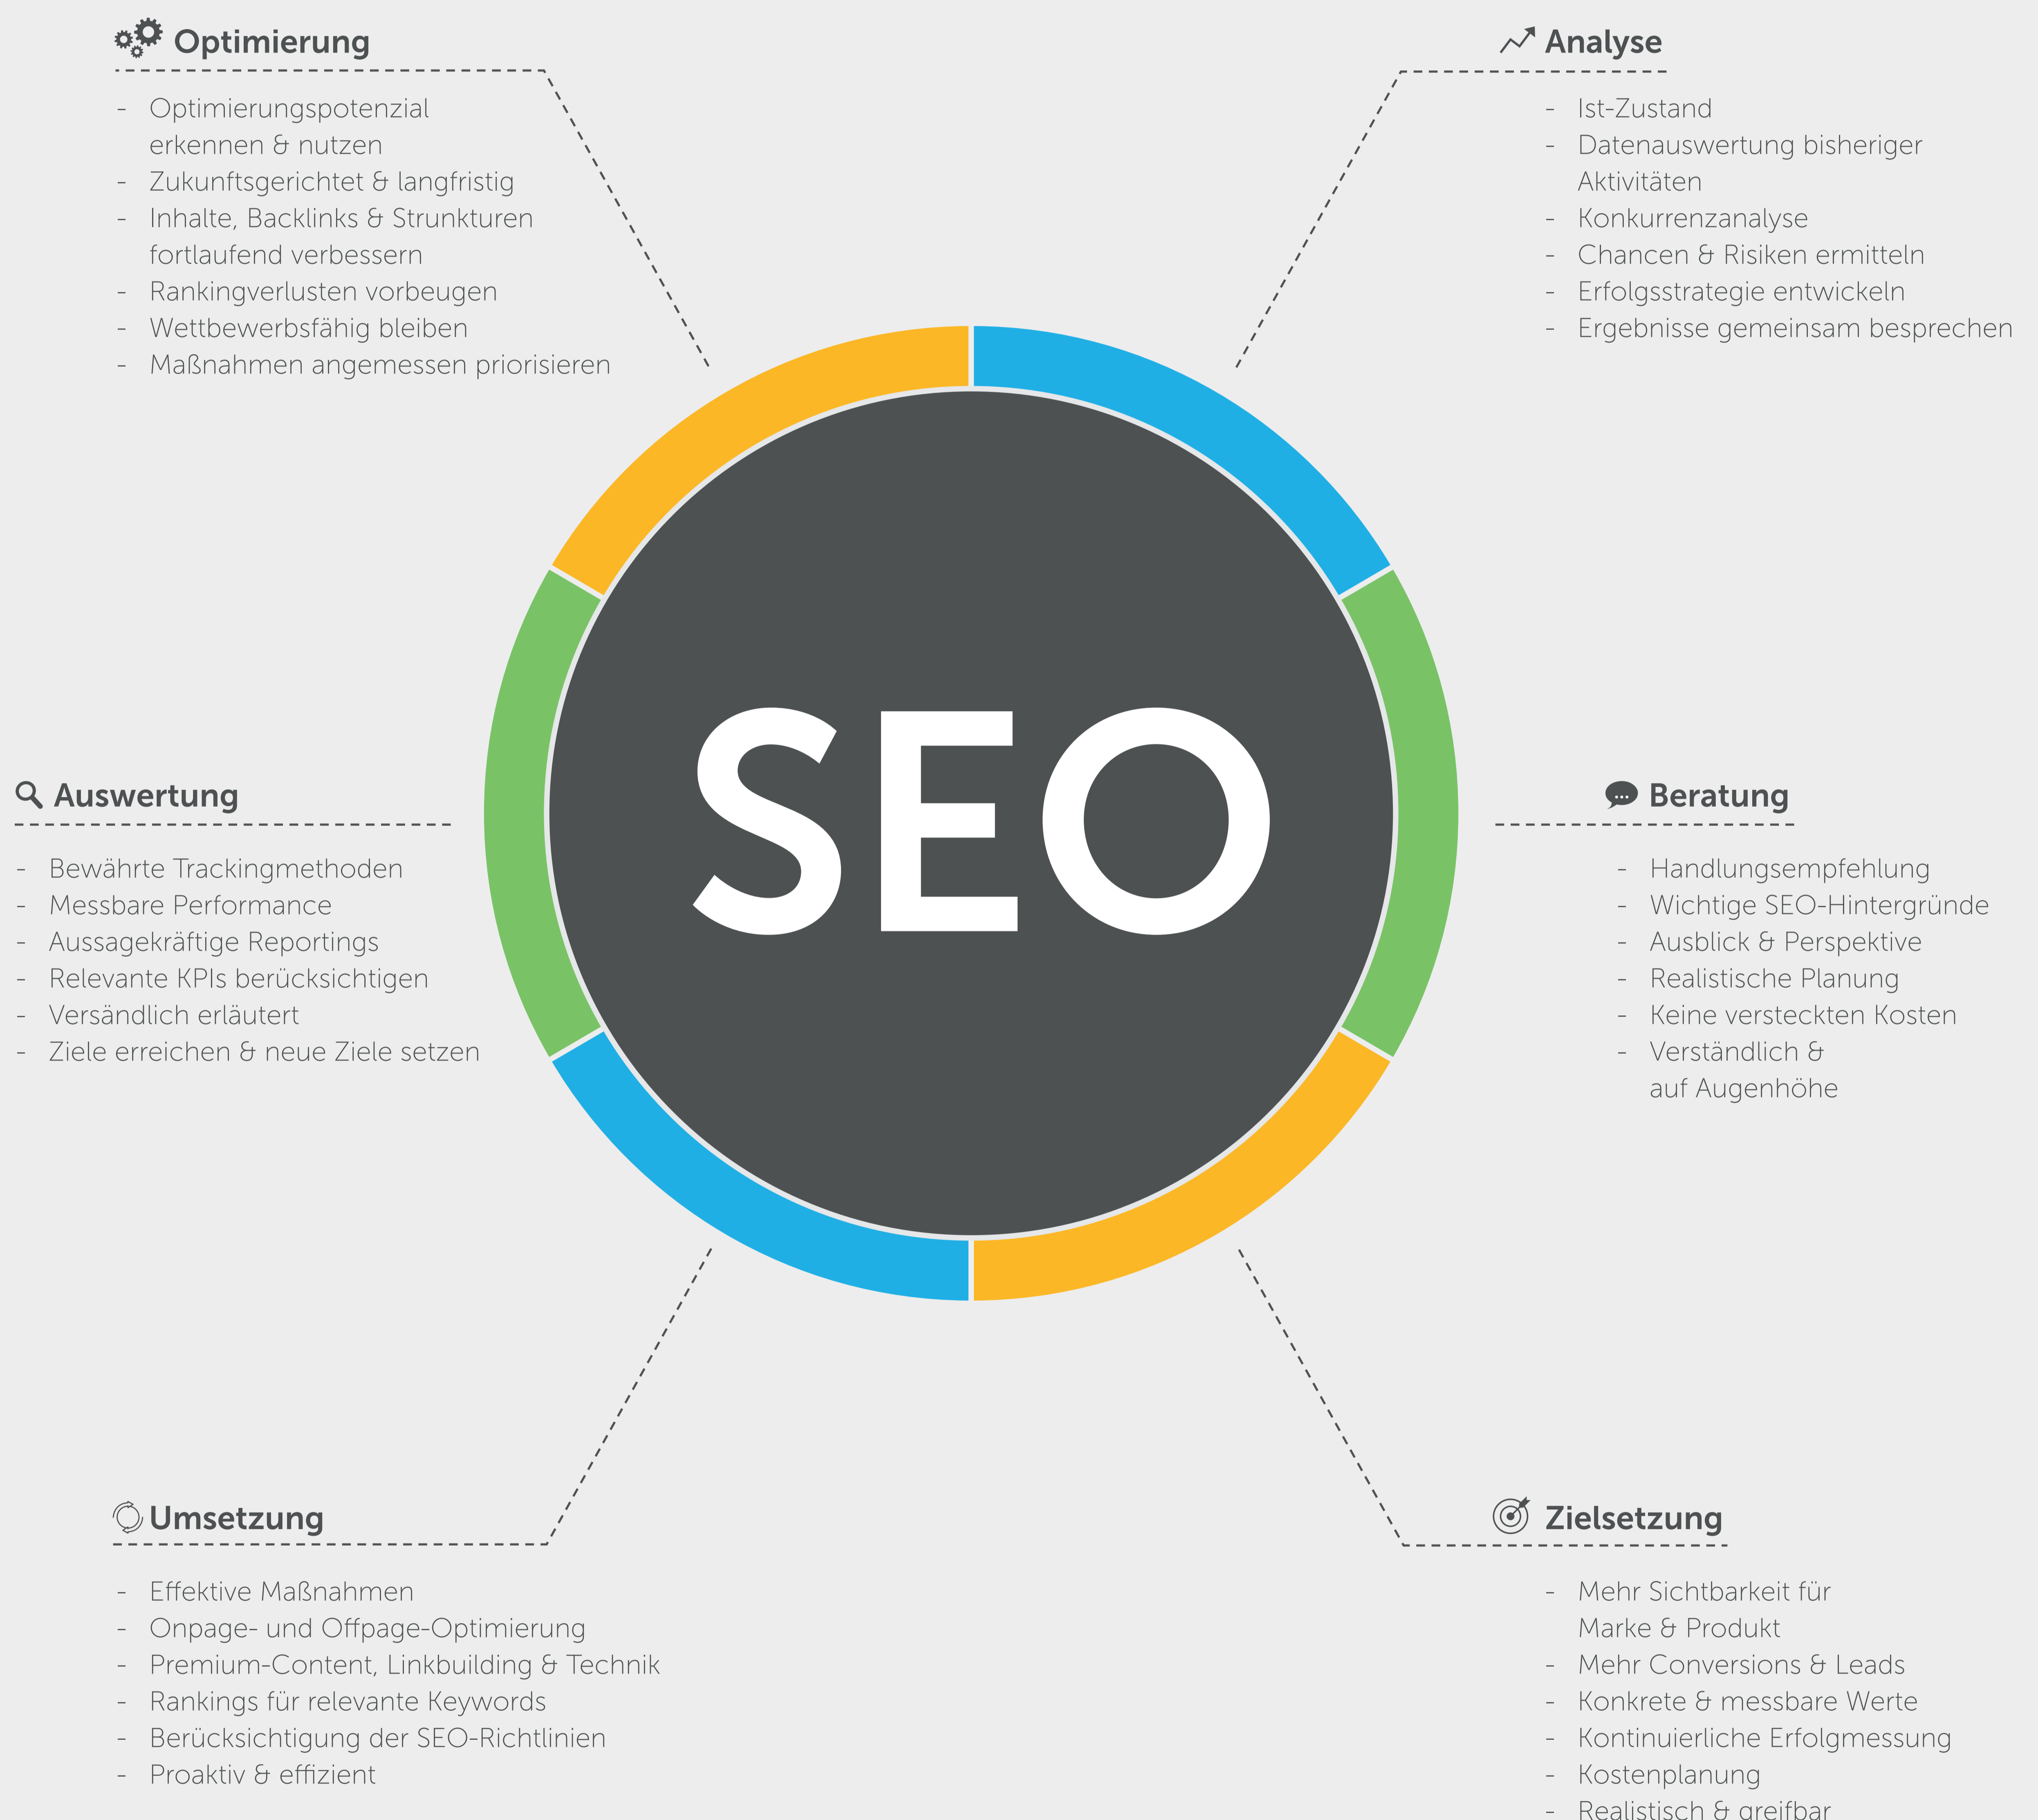 Optimierung
- Optimierungspotenzial
erkennen & nutzen
- Zukunftsgerichtet & langfristig
- Inhalte, Backlinks & Strunkturen
fortlaufend verbessern
- Rankingverlusten vorbeugen
- Wettbewerbsfähig bleiben
- Maßnahmen angemessen priorisieren
Analyse
- Ist-Zustand
- Datenauswertung bisheriger
Aktivitäten
- Konkurrenzanalyse
- Chancen & Risiken ermitteln
- Erfolgsstrategie entwickeln
- Ergebnisse gemeinsam besprechen
SEO
Auswertung
- Bewährte Trackingmethoden
- Messbare Performance
- Aussagekräftige Reportings
- Relevante KPIs berücksichtigen
- Versändlich erläutert
- Ziele erreichen & neue Ziele setzen
Beratung
- Handlungsempfehlung
- Wichtige SEO-Hintergründe
- Ausblick & Perspektive
- Realistische Planung
- Keine versteckten Kosten
- Verständlich &
auf Augenhöhe
Umsetzung
- Effektive Maßnahmen
- Onpage- und Offpage-Optimierung
- Premium-Content, Linkbuilding & Technik
- Rankings für relevante Keywords
- Berücksichtigung der SEO-Richtlinien
- Proaktiv & effizient
Zielsetzung
- Mehr Sichtbarkeit für
Marke & Produkt
- Mehr Conversions & Leads
- Konkrete & messbare Werte
- Kontinuierliche Erfolgmessung
- Kostenplanung
- Realistisch & greifbar